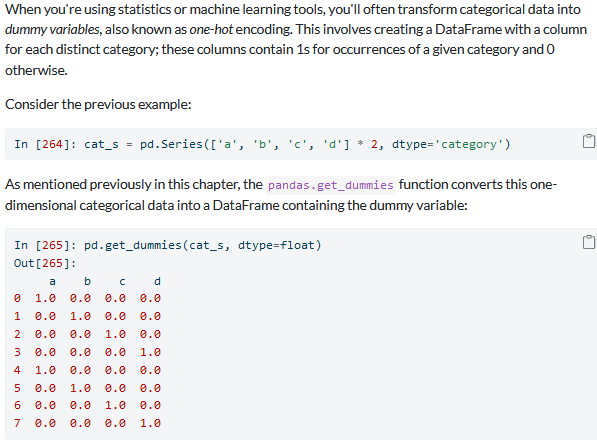 When you're using statistics or machine learning tools, you'll often transform categorical data into
dummy variables, also known as one-hot encoding. This involves creating a DataFrame with a column
for each distinct category; these columns contain 1s for occurrences of a given category and 0
otherwise.
Consider the previous example:
In [264]: cat_s = pd.Series(['a', 'b', 'c', 'd'] * 2, dtype='category')
As mentioned previously in this chapter, the pandas.get_dummies function converts this one-
dimensional categorical data into a DataFrame containing the dummy variable:
In [265]: pd.get_dummies(cat_s, dtype=float)
Out[265]:
     a    b    c    d
0  1.0  0.0  0.0  0.0
1  0.0  1.0  0.0  0.0
2  0.0  0.0  1.0  0.0
3  0.0  0.0  0.0  1.0
4  1.0  0.0  0.0  0.0
5  0.0  1.0  0.0  0.0
6  0.0  0.0  1.0  0.0
7  0.0  0.0  0.0  1.0